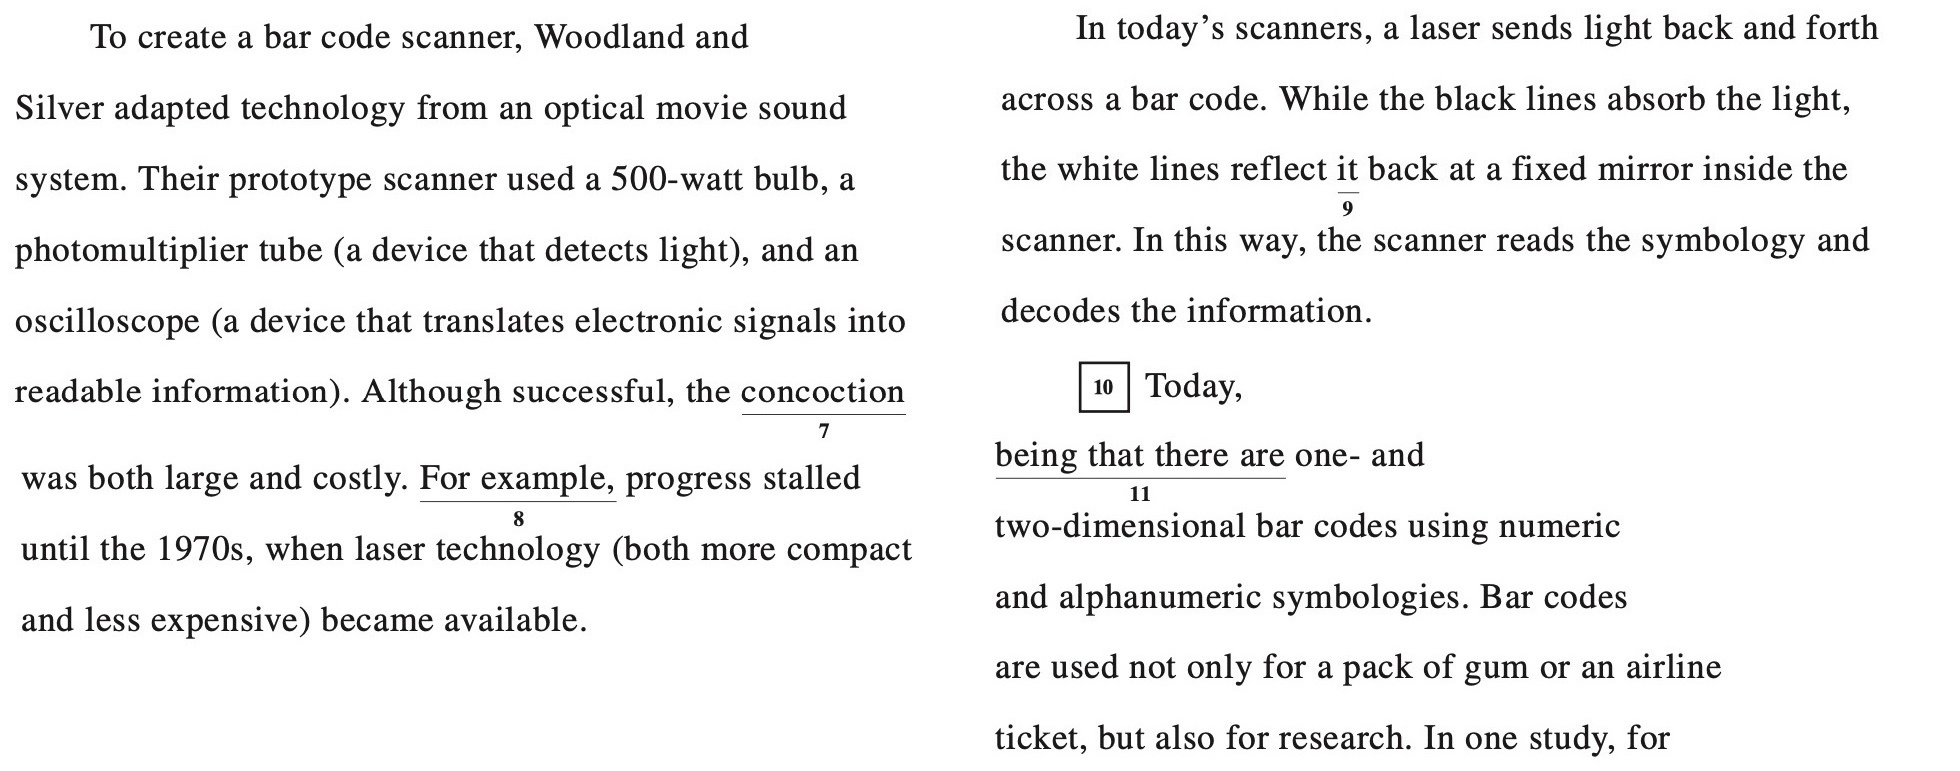 To create a bar code scanner, Woodland and
Silver adapted technology from an optical movie sound
system. Their prototype scanner used a 500-watt bulb, a
photomultiplier tube (a device that detects light), and an
oscilloscope (a device that translates electronic signals into
readable information). Although successful, the concoction
7
was both large and costly. For example, progress stalled
8
until the 1970s, when laser technology (both more compact
and less expensive) became available.
In today’s scanners, a laser sends light back and forth
across a bar code. While the black lines absorb the light,
the white lines reflect it back at a fixed mirror inside the
9
scanner. In this way, the scanner reads the symbology and
decodes the information.
10 Today,
being that there are one- and
11
two-dimensional bar codes using numeric
and alphanumeric symbologies. Bar codes
are used not only for a pack of gum or an airline
ticket, but also for research. In one study, for